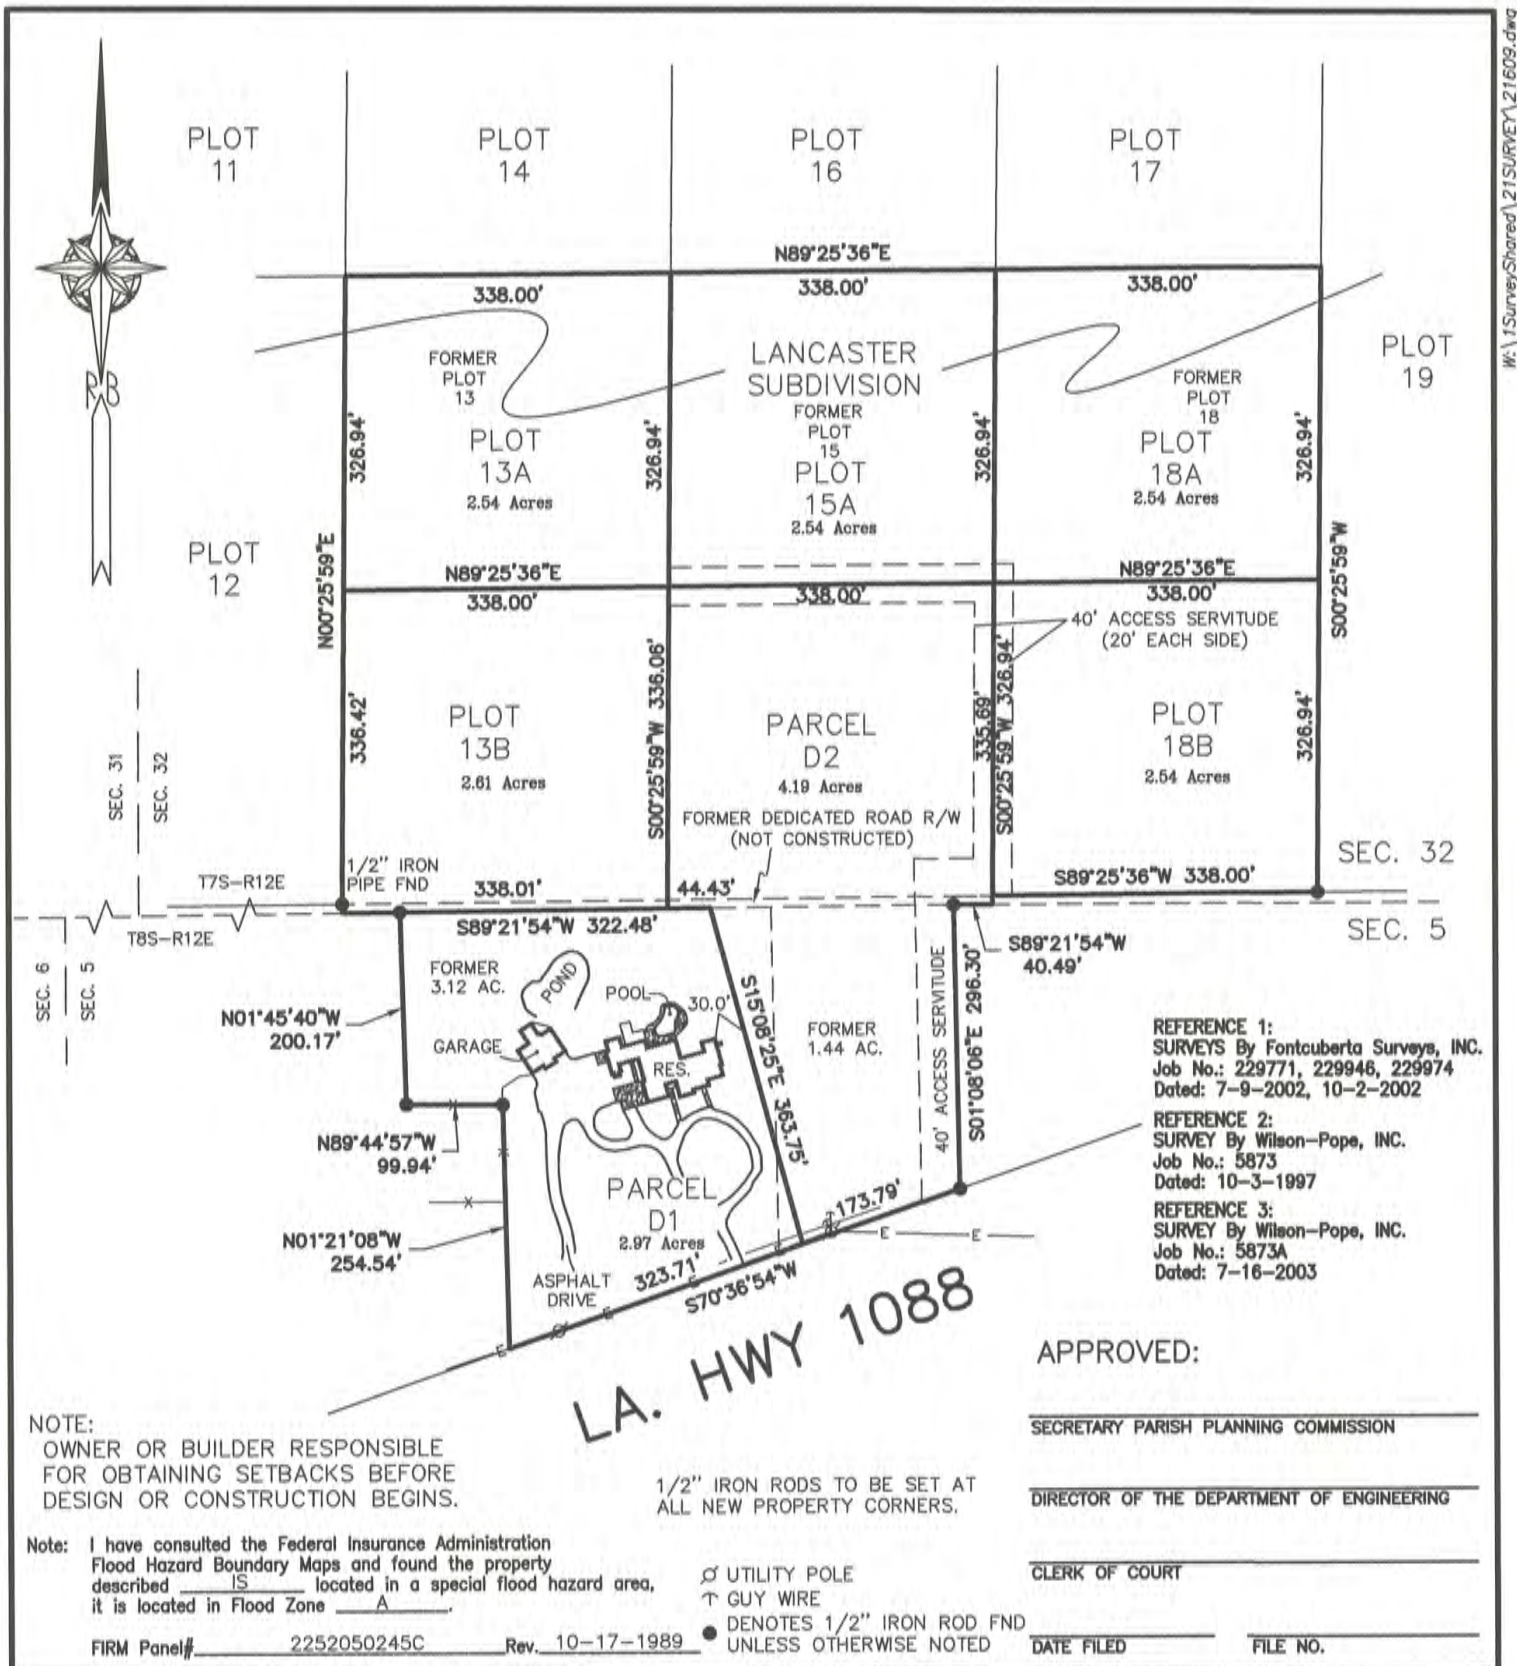 W:\1SurveyShared\21SURVEY\21609.dwg
PLOT
11
PLOT
14
PLOT
16
PLOT
17
N89°25'36"E
338.00'
338.00'
338.00'
RB
FORMER
PLOT
13
LANCASTER
SUBDIVISION
FORMER
PLOT
15
FORMER
PLOT
18
PLOT
19
326.94'
PLOT
13A
2.54 Acres
326.94'
PLOT
15A
2.54 Acres
326.94'
PLOT
18A
2.54 Acres
326.94'
PLOT
12
N00°25'59"E
N89°25'36"E
338.00'
338.00'
N89°25'36"E
338.00'
S00°25'59"W
40' ACCESS SERVITUDE
(20' EACH SIDE)
336.42'
PLOT
13B
2.61 Acres
S00°25'59"W 336.06'
PARCEL
D2
4.19 Acres
335.69'
S00°25'59"W 326.94'
PLOT
18B
2.54 Acres
326.94'
SEC. 31
SEC. 32
FORMER DEDICATED ROAD R/W
(NOT CONSTRUCTED)
SEC. 32
1/2" IRON
PIPE FND
T7S-R12E
338.01'
44.43'
S89°25'36"W 338.00'
T8S-R12E
S89°21'54"W 322.48'
SEC. 5
S89°21'54"W
40.49'
SEC. 6
SEC. 5
FORMER
3.12 AC.
POND
POOL
30.0'
S15°08'25"E 363.75'
FORMER
1.44 AC.
40' ACCESS SERVITUDE
S01°08'06"E 296.30'
N01°45'40"W
200.17'
GARAGE
RES.
REFERENCE 1:
SURVEYS By Fontcuberta Surveys, INC.
Job No.: 229771, 229946, 229974
Dated: 7-9-2002, 10-2-2002
REFERENCE 2:
SURVEY By Wilson-Pope, INC.
Job No.: 5873
Dated: 10-3-1997
REFERENCE 3:
SURVEY By Wilson-Pope, INC.
Job No.: 5873A
Dated: 7-16-2003
N89°44'57"W
99.94'
X
X
X
PARCEL
D1
2.97 Acres
173.79'
E
E
N01°21'08"W
254.54'
ASPHALT
DRIVE
323.71'
S70°36'54"W
E
E
E
E
LA. HWY 1088
APPROVED:
SECRETARY PARISH PLANNING COMMISSION
DIRECTOR OF THE DEPARTMENT OF ENGINEERING
CLERK OF COURT
DATE FILED FILE NO.
NOTE:
OWNER OR BUILDER RESPONSIBLE
FOR OBTAINING SETBACKS BEFORE
DESIGN OR CONSTRUCTION BEGINS.
1/2" IRON RODS TO BE SET AT
ALL NEW PROPERTY CORNERS.
Note: I have consulted the Federal Insurance Administration
Flood Hazard Boundary Maps and found the property
described IS located in a special flood hazard area,
it is located in Flood Zone A.
FIRM Panel# 2252050245C Rev. 10-17-1989
UTILITY POLE
GUY WIRE
DENOTES 1/2" IRON ROD FND
UNLESS OTHERWISE NOTED